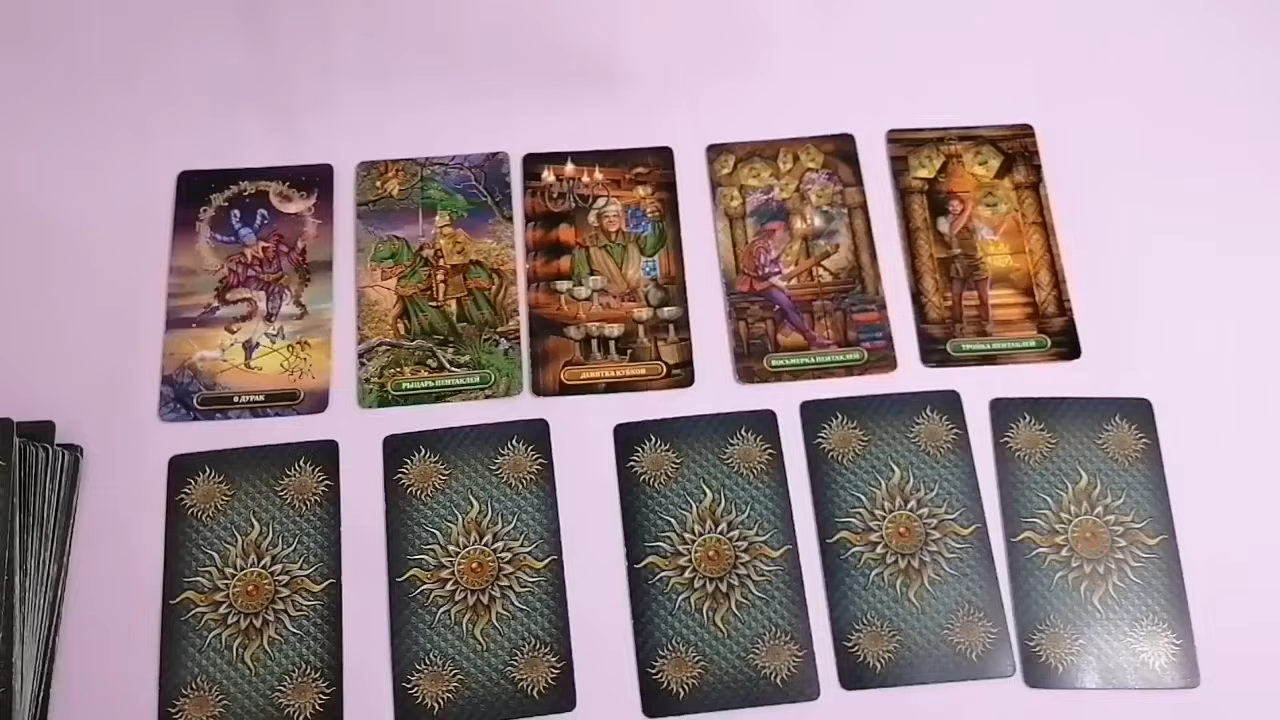 0 ДУРАК
РЫЦАРЬ ПЕНТАКЛЕЙ
ДЕВЯТКА КУБКОВ
ВОСЬМЕРКА ПЕНТАКЛЕЙ
ТРОЙКА ПЕНТАКЛЕЙ